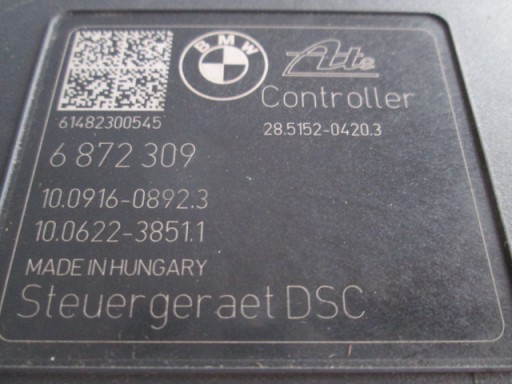 BMW
Ate
Controller
61482300545
28.5152-0420.3
6 872 309
10.0916-0892.3
10.0622-3851.1
MADE IN HUNGARY
Steuergeraet DSC